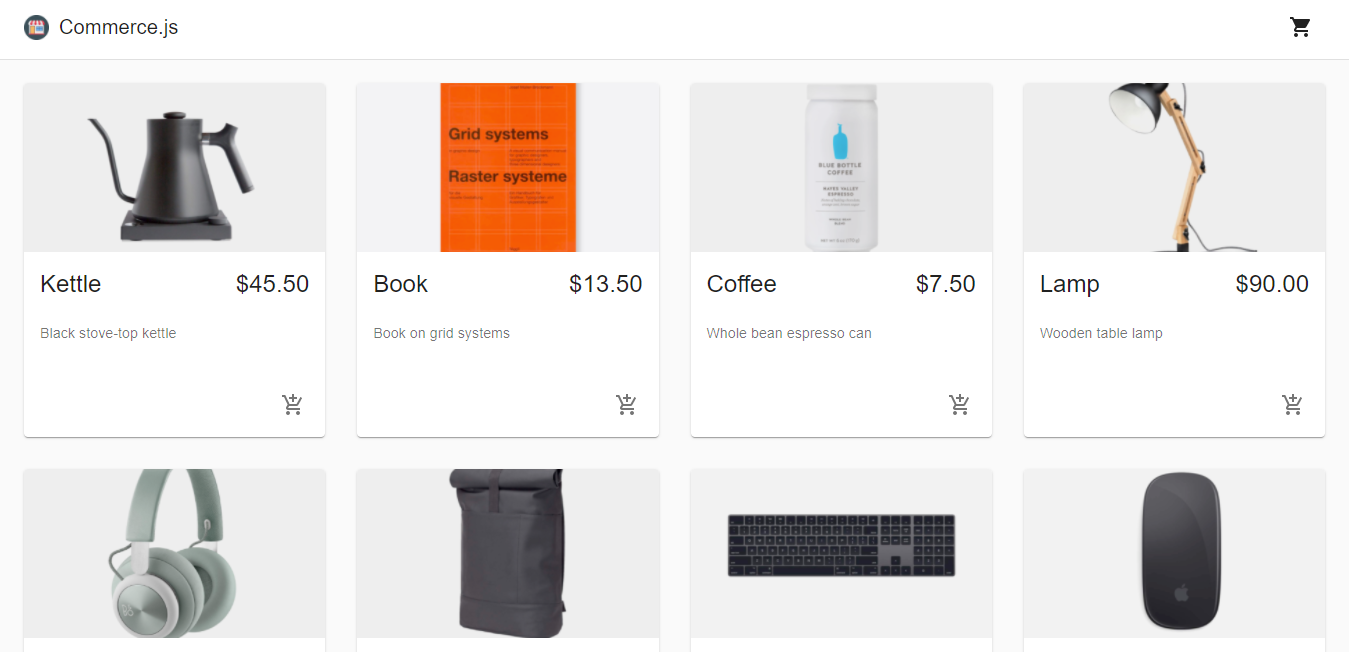 Commerce.js
Grid systems
Raster systeme
BLUE BOTTLE
COFFEE
HAYES VALLEY
ESPRESSO
Kettle $45.50
Book $13.50
Coffee $7.50
Lamp $90.00
Black stove-top kettle
Book on grid systems
Whole bean espresso can
Wooden table lamp